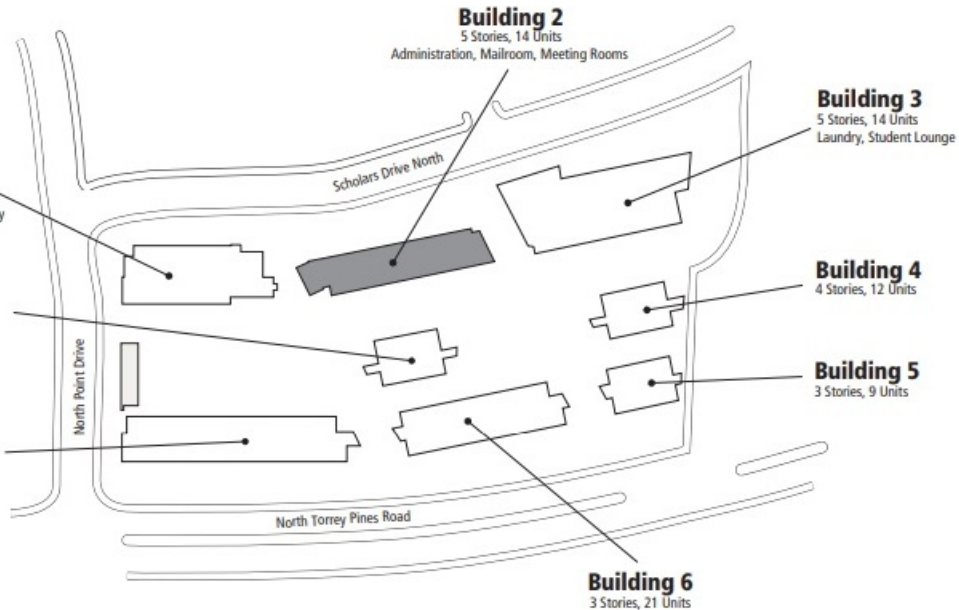 Building 2
5 Stories, 14 Units
Administration, Mailroom, Meeting Rooms
Building 3
5 Stories, 14 Units
Laundry, Student Lounge
Scholars Drive North
y
Building 4
4 Stories, 12 Units
North Point Drive
Building 5
3 Stories, 9 Units
North Torrey Pines Road
Building 6
3 Stories, 21 Units